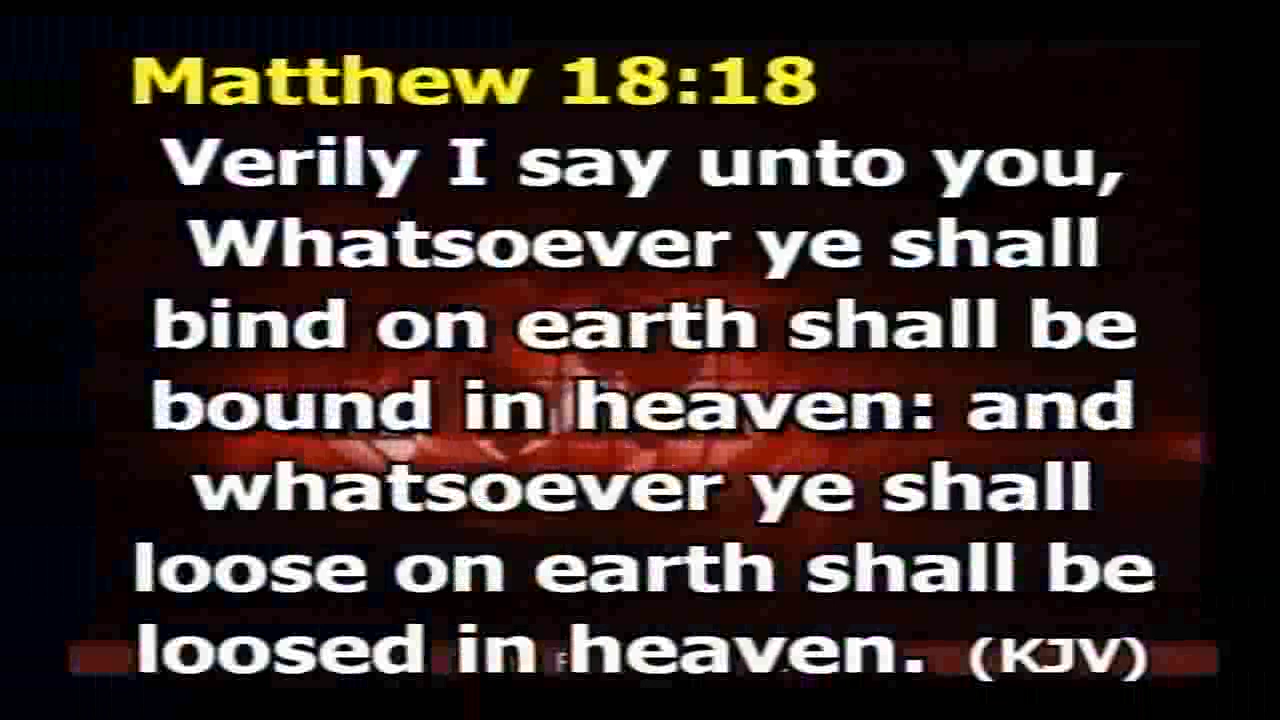 Matthew 18:18
Verily I say unto you,
Whatsoever ye shall
bind on earth shall be
bound in heaven: and
whatsoever ye shall
loose on earth shall be
loosed in heaven. (KJV)